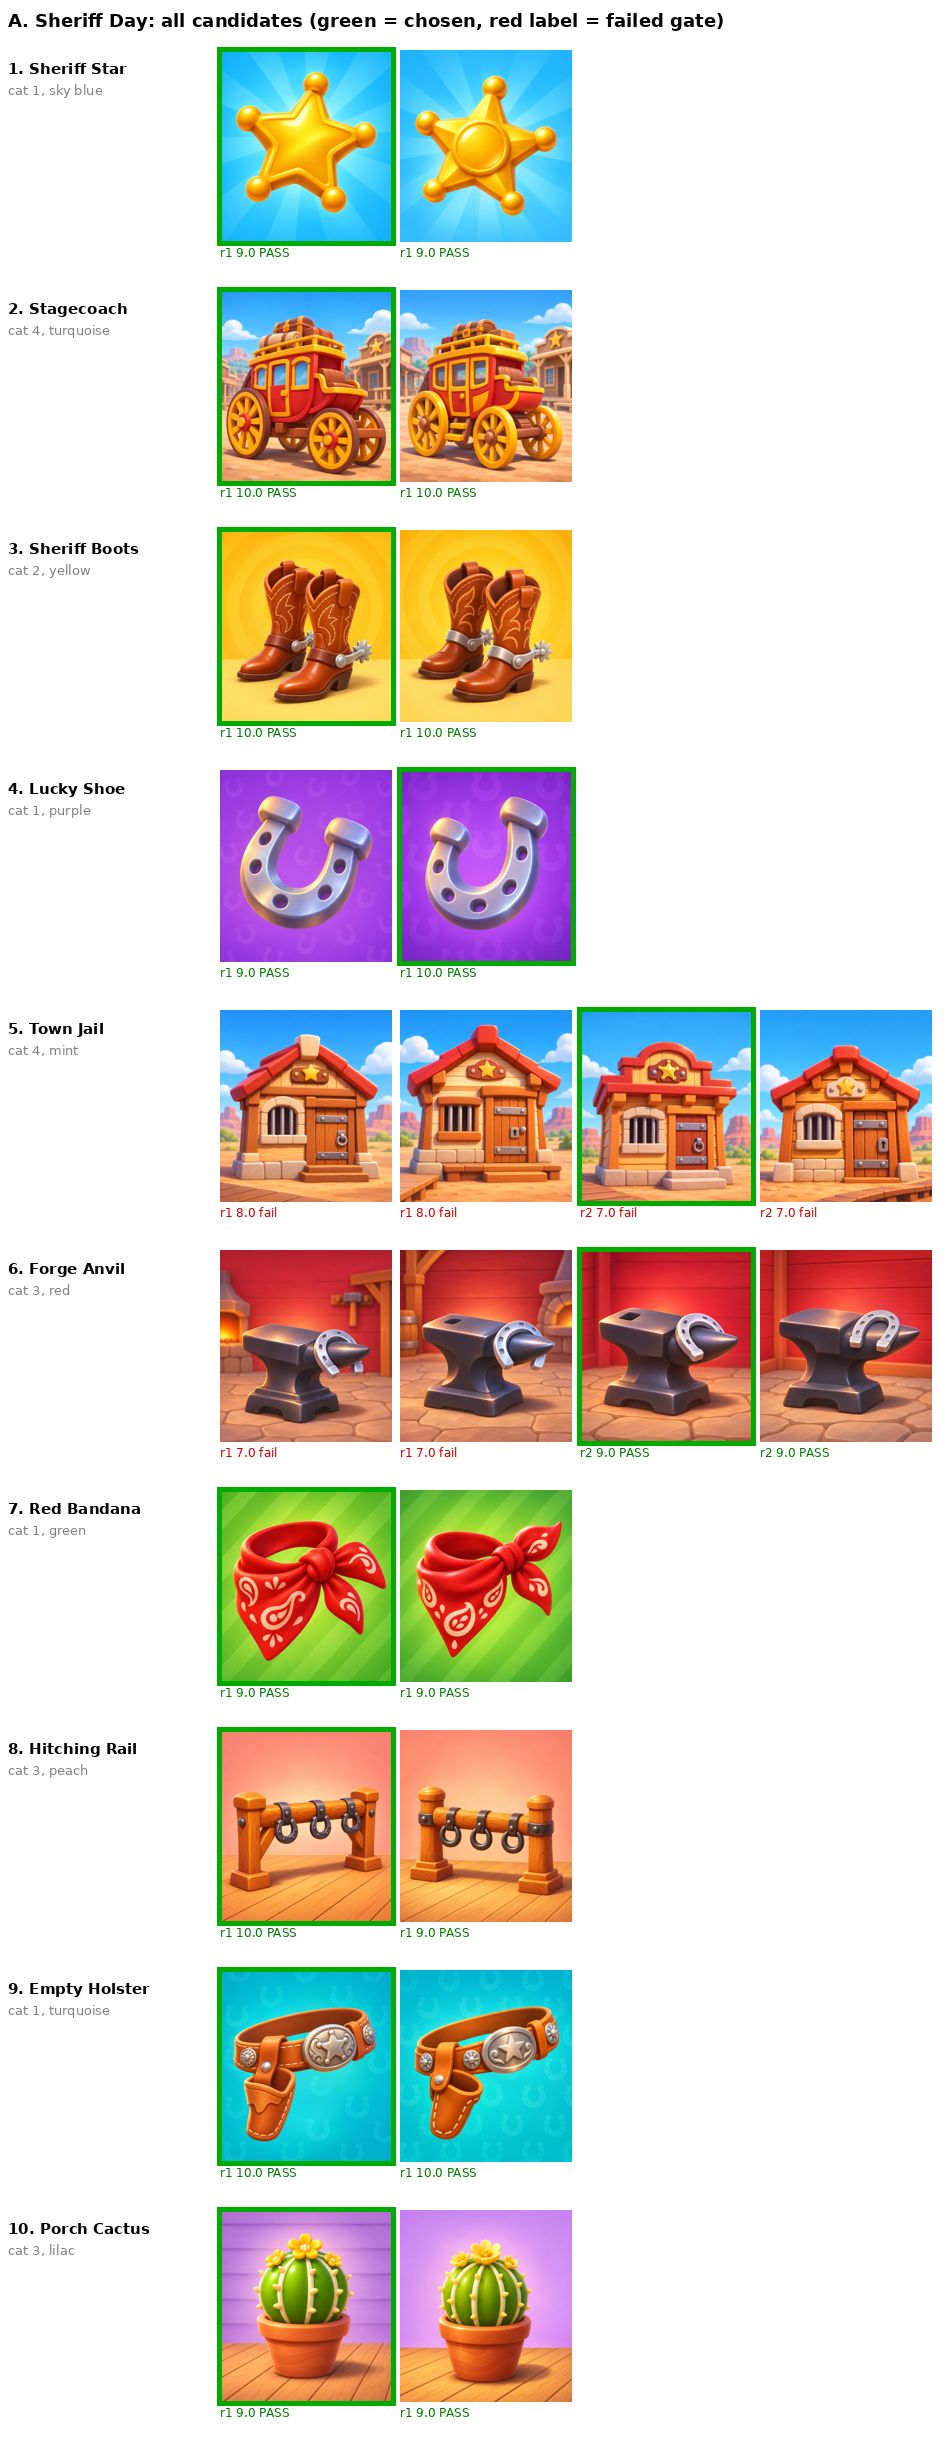 A. Sheriff Day: all candidates (green = chosen, red label = failed gate)
1. Sheriff Star
cat 1, sky blue
r1 9.0 PASS
r1 9.0 PASS
2. Stagecoach
cat 4, turquoise
r1 10.0 PASS
r1 10.0 PASS
3. Sheriff Boots
cat 2, yellow
r1 10.0 PASS
r1 10.0 PASS
4. Lucky Shoe
cat 1, purple
r1 9.0 PASS
r1 10.0 PASS
5. Town Jail
cat 4, mint
r1 8.0 fail
r1 8.0 fail
r2 7.0 fail
r2 7.0 fail
6. Forge Anvil
cat 3, red
r1 7.0 fail
r1 7.0 fail
r2 9.0 PASS
r2 9.0 PASS
7. Red Bandana
cat 1, green
r1 9.0 PASS
r1 9.0 PASS
8. Hitching Rail
cat 3, peach
r1 10.0 PASS
r1 9.0 PASS
9. Empty Holster
cat 1, turquoise
r1 10.0 PASS
r1 10.0 PASS
10. Porch Cactus
cat 3, lilac
r1 9.0 PASS
r1 9.0 PASS